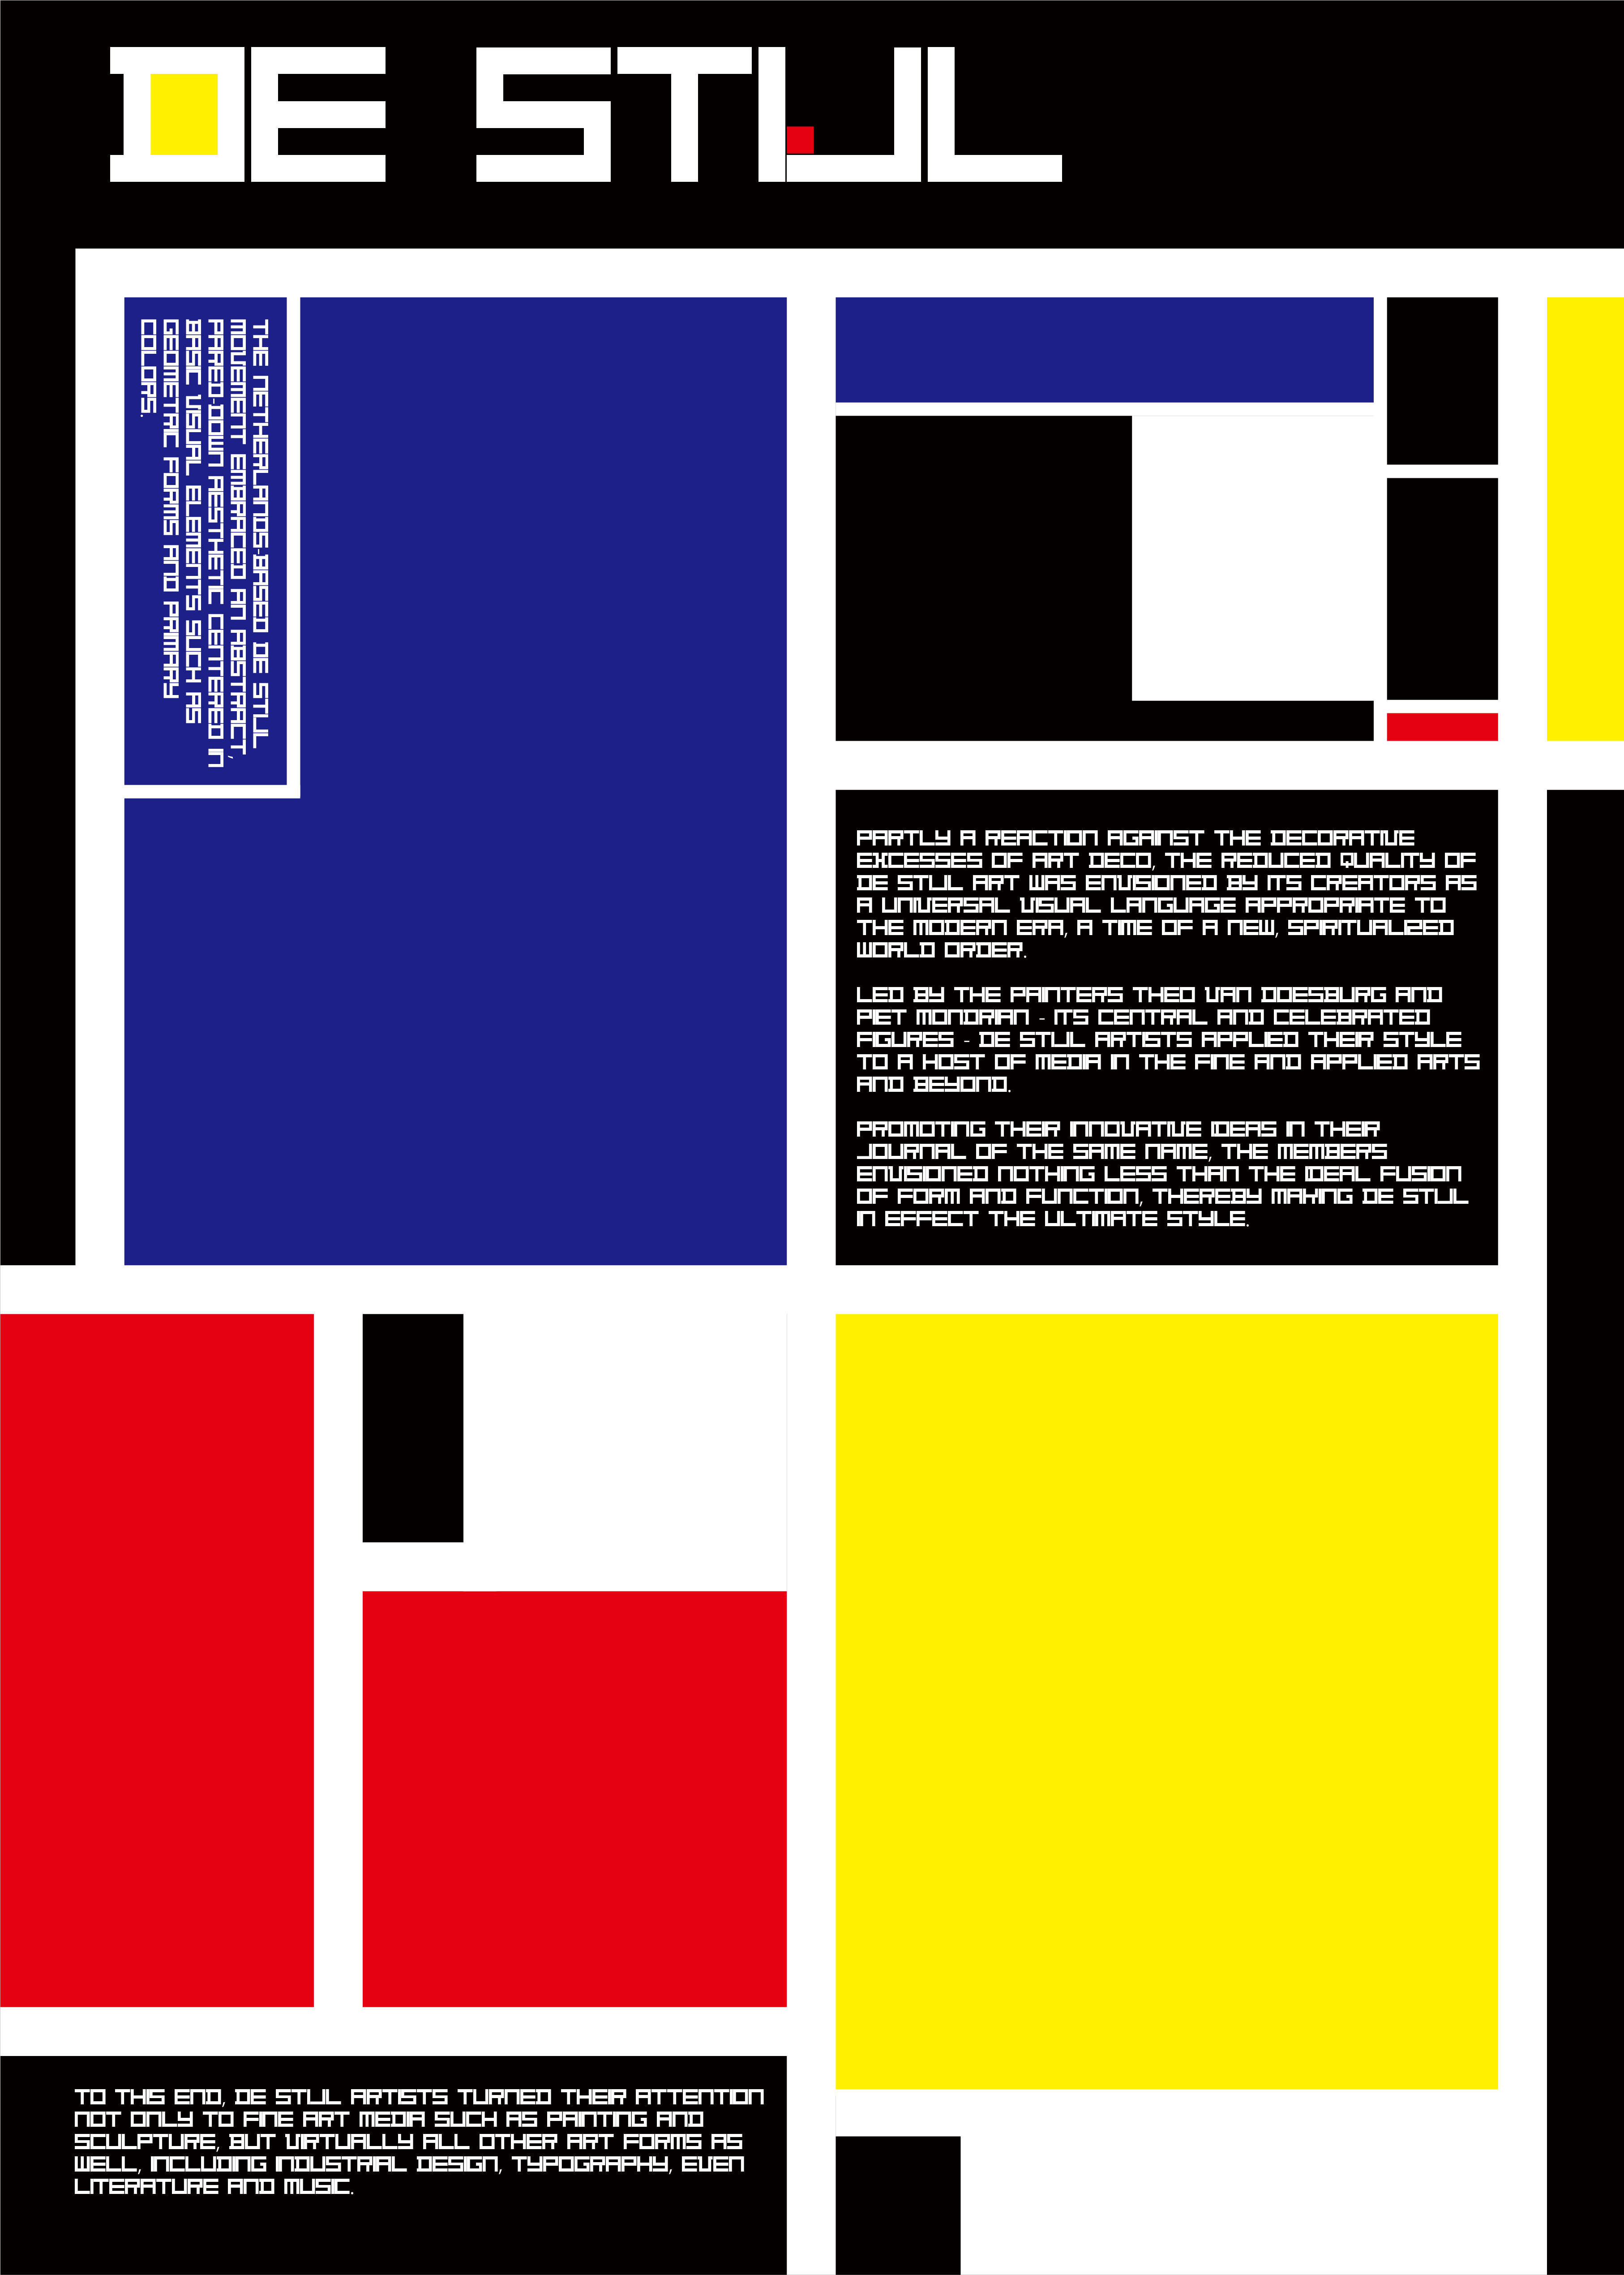 DE STIJL
THE NETHERLANDS-BASED DE STIJL
MOVEMENT EMBRACED AN ABSTRACT,
PARED-DOWN AESTHETIC CENTERED IN
BASIC VISUAL ELEMENTS SUCH AS
GEOMETRIC FORMS AND PRIMARY
COLORS.
PARTLY A REACTION AGAINST THE DECORATIVE
EXCESSES OF ART DECO, THE REDUCED QUALITY OF
DE STIJL ART WAS ENVISIONED BY ITS CREATORS AS
A UNIVERSAL VISUAL LANGUAGE APPROPRIATE TO
THE MODERN ERA, A TIME OF A NEW, SPIRITUALIZED
WORLD ORDER.
LED BY THE PAINTERS THEO VAN DOESBURG AND
PIET MONDRIAN - ITS CENTRAL AND CELEBRATED
FIGURES - DE STIJL ARTISTS APPLIED THEIR STYLE
TO A HOST OF MEDIA IN THE FINE AND APPLIED ARTS
AND BEYOND.
PROMOTING THEIR INNOVATIVE IDEAS IN THEIR
JOURNAL OF THE SAME NAME, THE MEMBERS
ENVISIONED NOTHING LESS THAN THE IDEAL FUSION
OF FORM AND FUNCTION, THEREBY MAKING DE STIJL
IN EFFECT THE ULTIMATE STYLE.
TO THIS END, DE STIJL ARTISTS TURNED THEIR ATTENTION
NOT ONLY TO FINE ART MEDIA SUCH AS PAINTING AND
SCULPTURE, BUT VIRTUALLY ALL OTHER ART FORMS AS
WELL, INCLUDING INDUSTRIAL DESIGN, TYPOGRAPHY, EVEN
LITERATURE AND MUSIC.